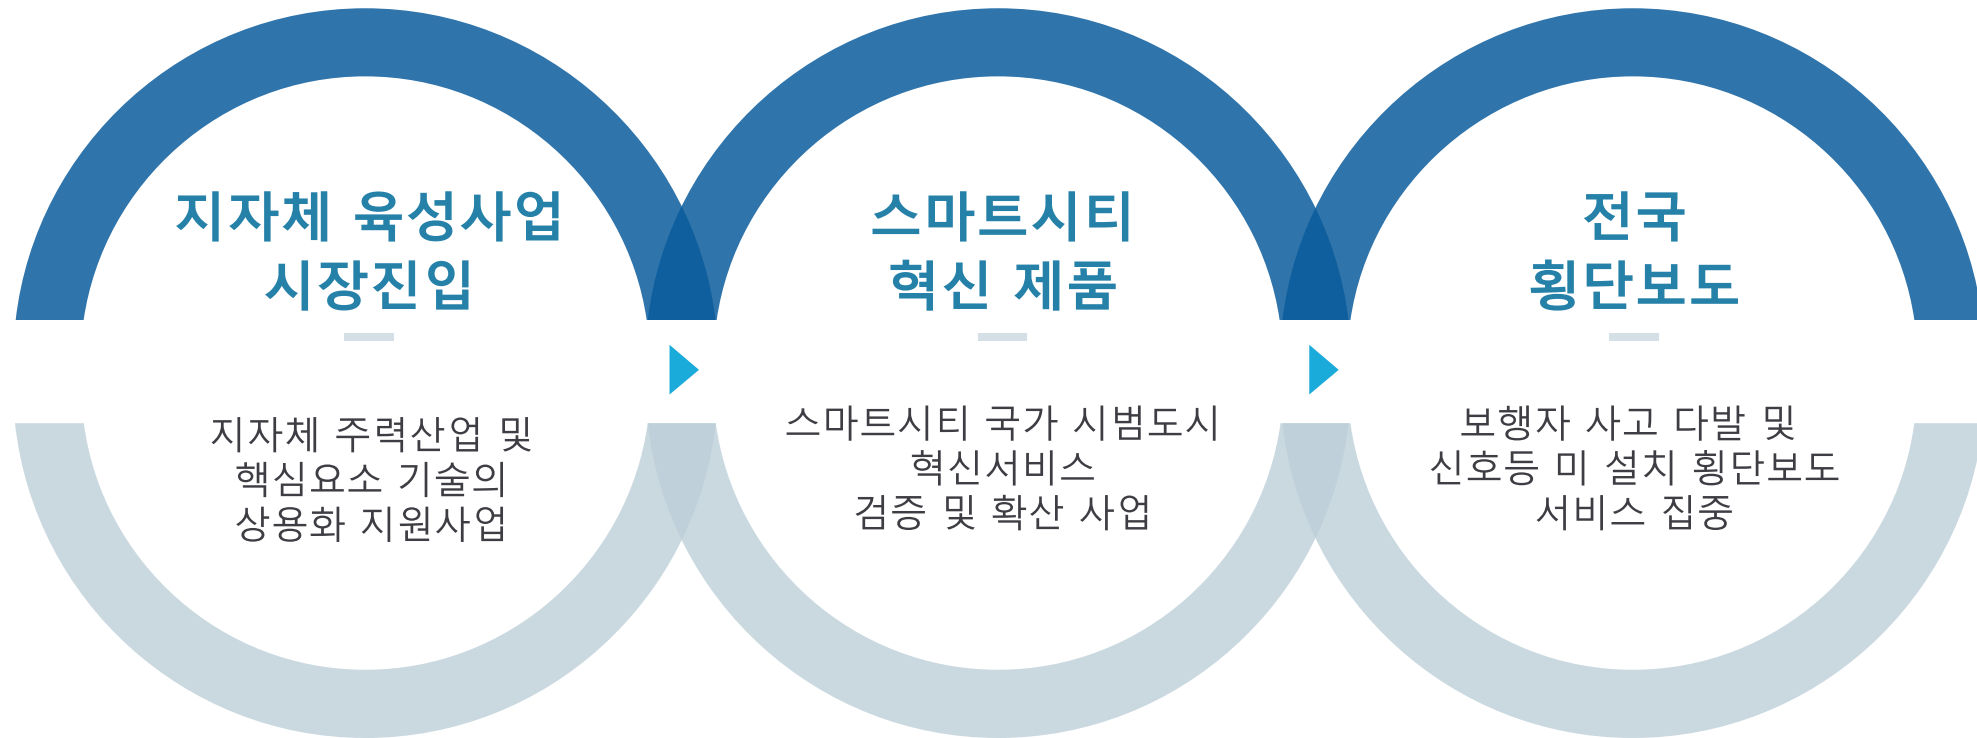 지자체 육성사업
시장진입
지자체 주력산업 및
핵심요소 기술의
상용화 지원사업
스마트시티
혁신 제품
스마트시티 국가 시범도시
혁신서비스
검증 및 확산 사업
전국
횡단보도
보행자 사고 다발 및
신호등 미 설치 횡단보도
서비스 집중